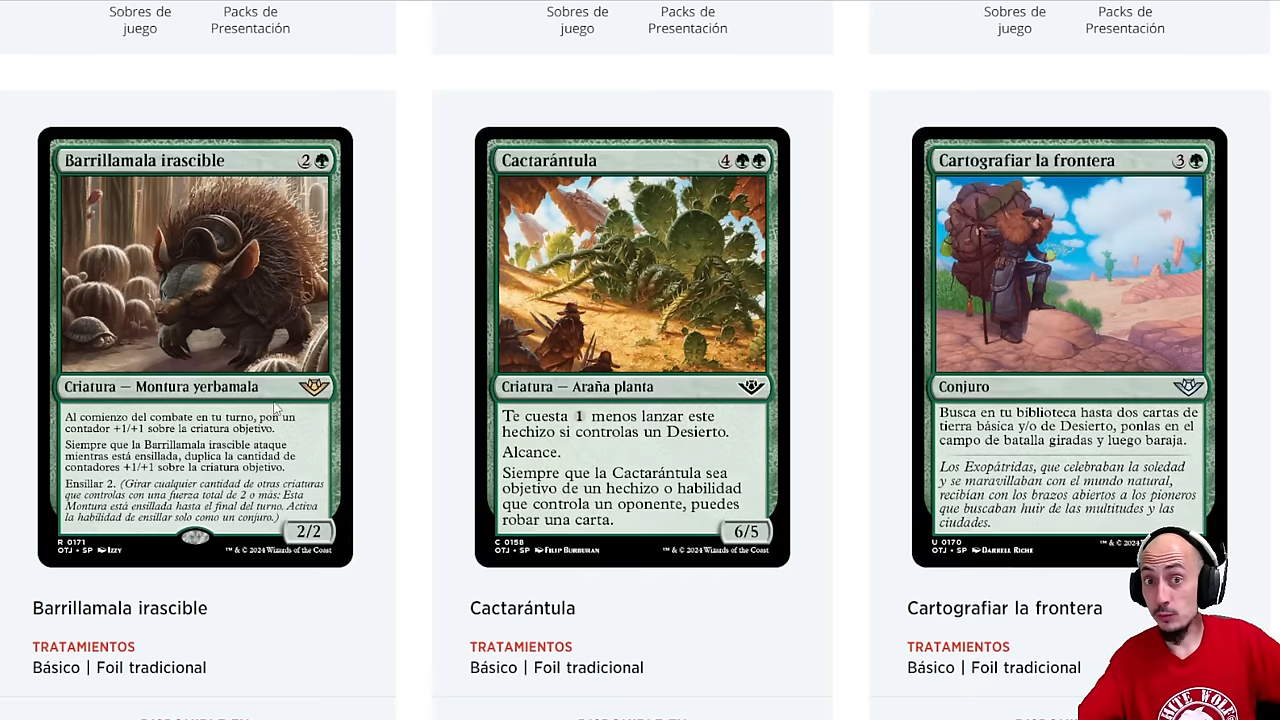 Sobres de
juego
Packs de
Presentación
Sobres de
juego
Packs de
Presentación
Sobres de
juego
Packs de
Presentación
Barrillamala irascible 2
Criatura — Montura yerbamala
Al comienzo del combate en tu turno, pon un
contador +1/+1 sobre la criatura objetivo.
Siempre que la Barrillamala irascible ataque
mientras está ensillada, duplica la cantidad de
contadores +1/+1 sobre la criatura objetivo.
Ensillar 2. (Girar cualquier cantidad de otras criaturas
que controlas con una fuerza total de 2 o más: Esta
Montura está ensillada hasta el final del turno. Activa
la habilidad de ensillar solo como un conjuro.)
2/2
R 0171
OTJ • SP Izzy
™ & © 2024 Wizards of the Coast
Cactarántula 4
Criatura — Araña planta
Te cuesta 1 menos lanzar este
hechizo si controlas un Desierto.
Alcance.
Siempre que la Cactarántula sea
objetivo de un hechizo o habilidad
que controla un oponente, puedes
robar una carta.
6/5
C 0158
OTJ • SP Filip Burburan
™ & © 2024 Wizards of the Coast
Cartografiar la frontera 3
Conjuro
Busca en tu biblioteca hasta dos cartas de
tierra básica y/o de Desierto, ponlas en el
campo de batalla giradas y luego baraja.
Los Exopátridas, que celebraban la soledad
y se maravillaban con el mundo natural,
recibían con los brazos abiertos a los pioneros
que buscaban huir de las multitudes y las
ciudades.
U 0170
OTJ • SP Darrell Riche
™ & © 2024 W
Barrillamala irascible
TRATAMIENTOS
Básico | Foil tradicional
Cactarántula
TRATAMIENTOS
Básico | Foil tradicional
Cartografiar la frontera
TRATAMIENTOS
Básico | Foil tradicional